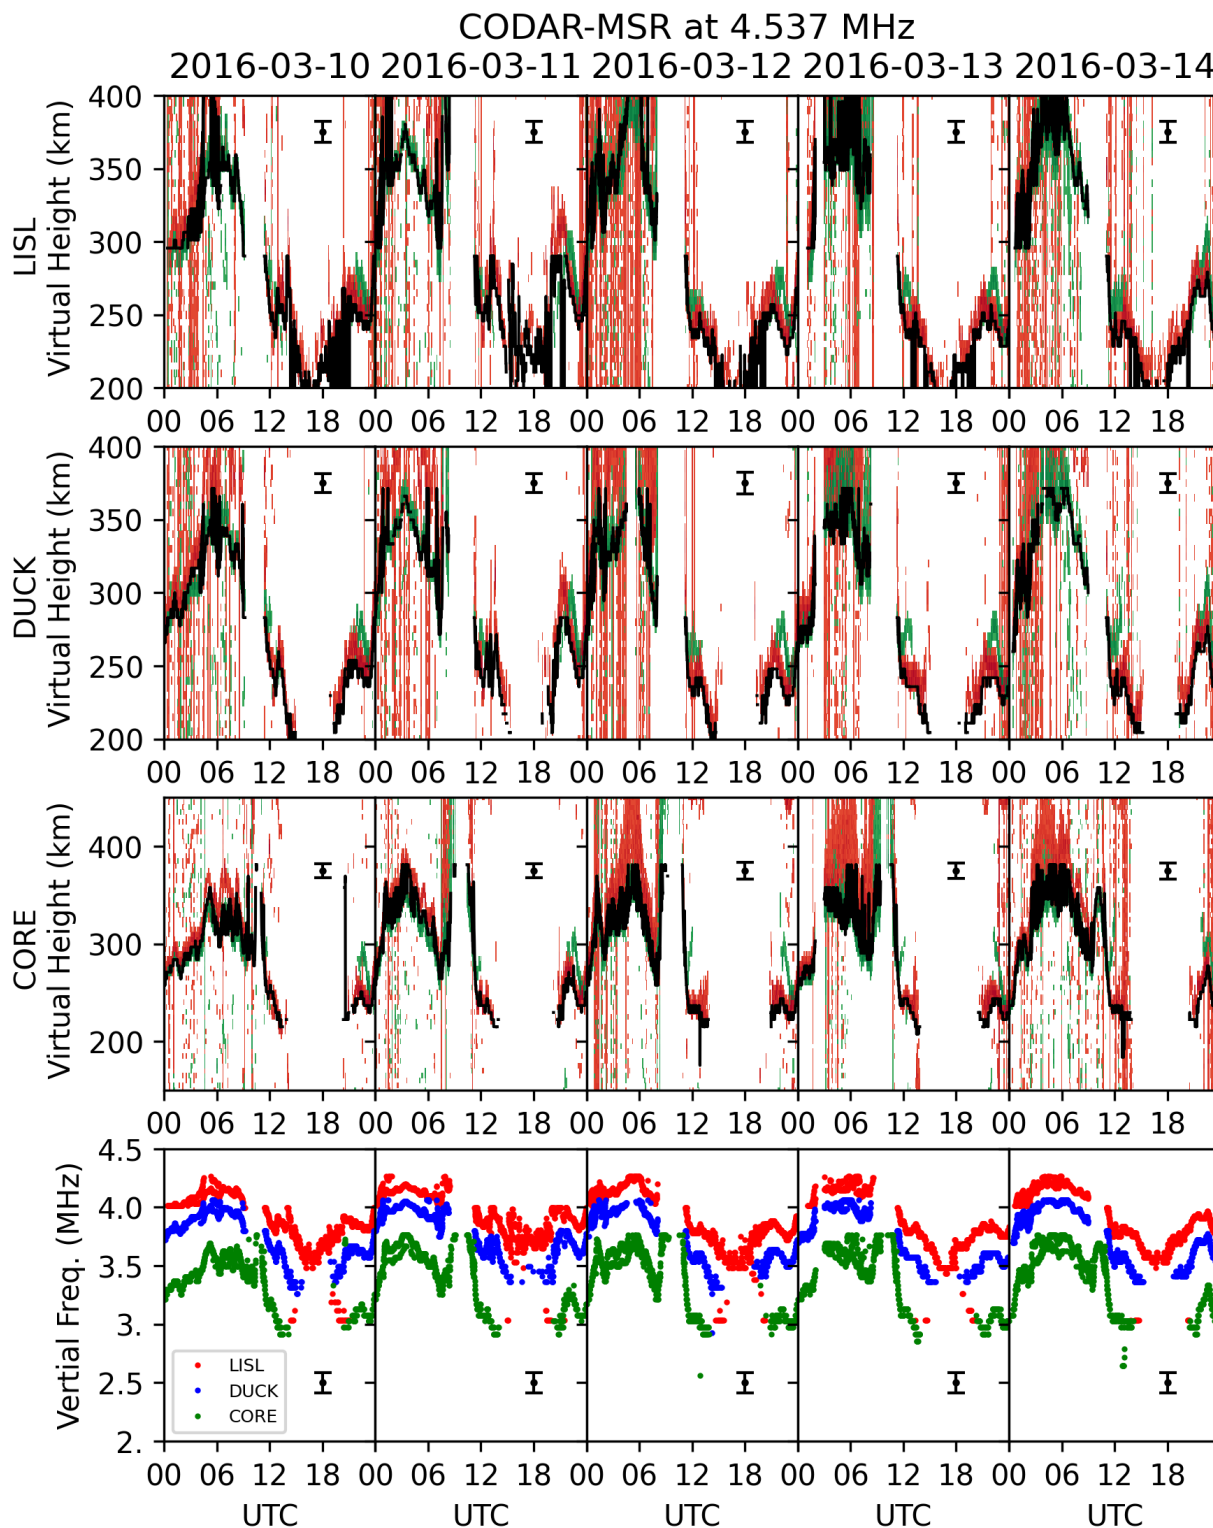 CODAR-MSR at 4.537 MHz
2016-03-10 2016-03-11 2016-03-12 2016-03-13 2016-03-14
LISL
Virtual Height (km)
400
350
300
250
200
00 06 12 18 00 06 12 18 00 06 12 18 00 06 12 18 00 06 12 18
DUCK
Virtual Height (km)
400
350
300
250
200
00 06 12 18 00 06 12 18 00 06 12 18 00 06 12 18 00 06 12 18
CORE
Virtual Height (km)
400
300
200
00 06 12 18 00 06 12 18 00 06 12 18 00 06 12 18 00 06 12 18
Vertial Freq. (MHz)
4.5
4.0
3.5
3.
2.5
2.
LISL
DUCK
CORE
00 06 12 18 00 06 12 18 00 06 12 18 00 06 12 18 00 06 12 18
UTC UTC UTC UTC UTC